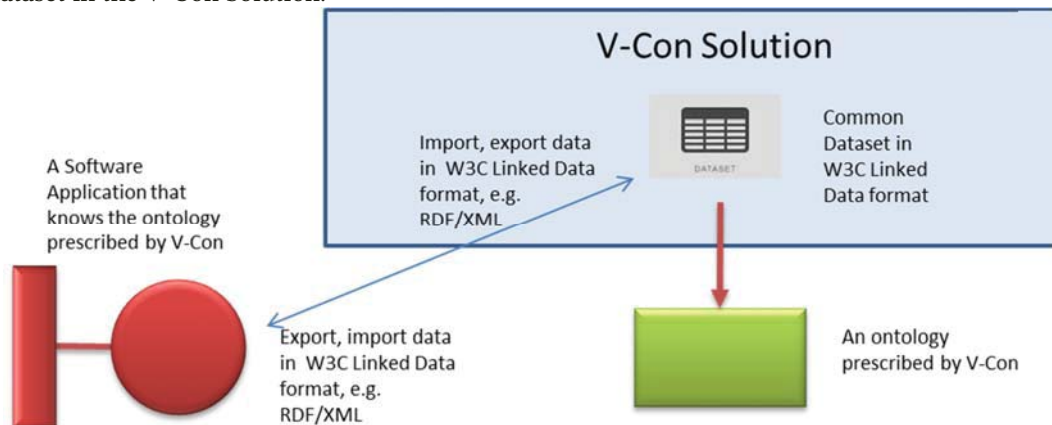 dataset in the V-Con Solution.
V-Con Solution
Import, export data
in W3C Linked Data
format, e.g.
RDF/XML
DATASET
Common
Dataset in
W3C Linked
Data format
A Software
Application that
knows the ontology
prescribed by V-Con
Export, import data
in W3C Linked Data
format, e.g.
RDF/XML
An ontology
prescribed by V-Con